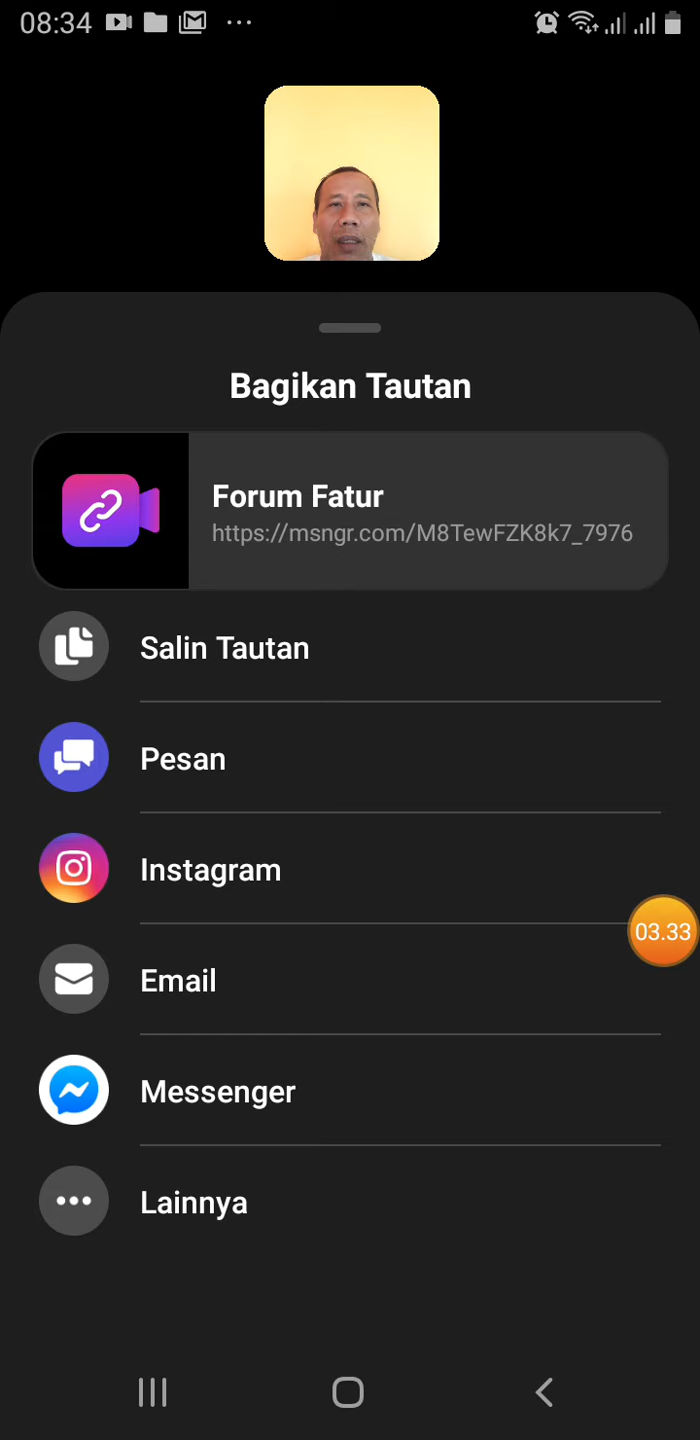 08:34
Bagikan Tautan
Forum Fatur
https://msngr.com/M8TewFZK8k7_7976
Salin Tautan
Pesan
Instagram
03.33
Email
Messenger
Lainnya